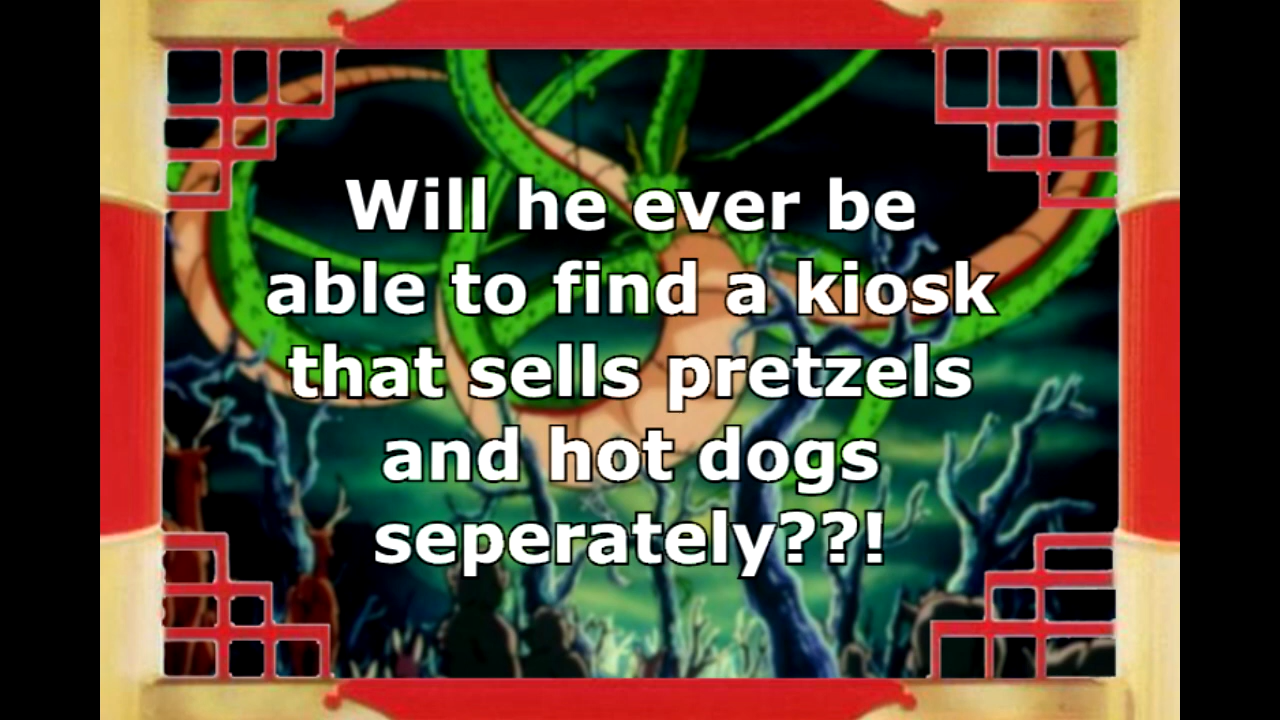 Will he ever be
able to find a kiosk
that sells pretzels
and hot dogs
seperately??!